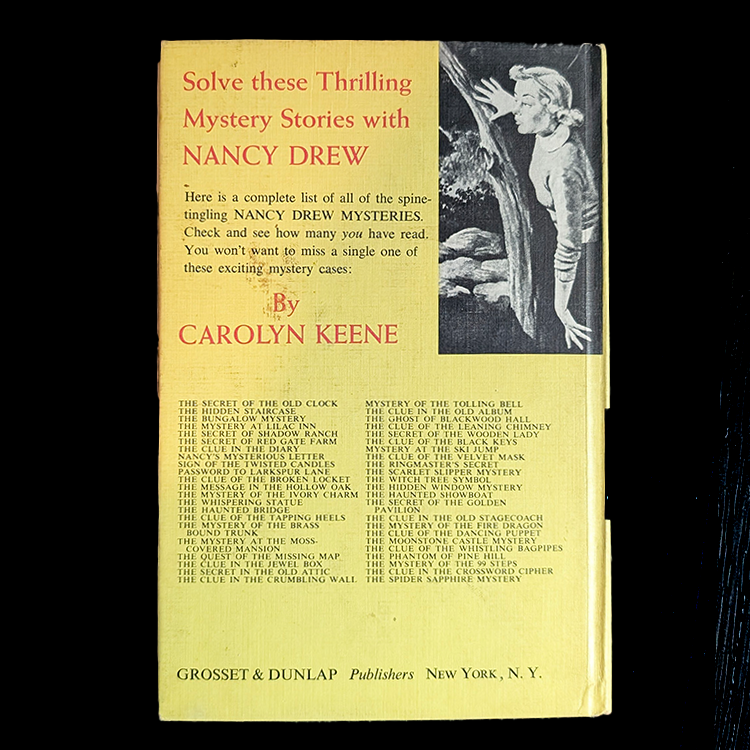 Solve these Thrilling
Mystery Stories with
NANCY DREW
Here is a complete list of all of the spine-
tingling NANCY DREW MYSTERIES.
Check and see how many you have read.
You won't want to miss a single one of
these exciting mystery cases:
By
CAROLYN KEENE
THE SECRET OF THE OLD CLOCK
THE HIDDEN STAIRCASE
THE BUNGALOW MYSTERY
THE MYSTERY AT LILAC INN
THE SECRET OF SHADOW RANCH
THE SECRET OF RED GATE FARM
THE CLUE IN THE DIARY
NANCY'S MYSTERIOUS LETTER
SIGN OF THE TWISTED CANDLES
PASSWORD TO LARKSPUR LANE
THE CLUE OF THE BROKEN LOCKET
THE MESSAGE IN THE HOLLOW OAK
THE MYSTERY OF THE IVORY CHARM
THE WHISPERING STATUE
THE HAUNTED BRIDGE
THE CLUE OF THE TAPPING HEELS
THE MYSTERY OF THE BRASS
BOUND TRUNK
THE MYSTERY AT THE MOSS-
COVERED MANSION
THE QUEST OF THE MISSING MAP
THE CLUE IN THE JEWEL BOX
THE SECRET IN THE OLD ATTIC
THE CLUE IN THE CRUMBLING WALL
MYSTERY OF THE TOLLING BELL
THE CLUE IN THE OLD ALBUM
THE GHOST OF BLACKWOOD HALL
THE CLUE OF THE LEANING CHIMNEY
THE SECRET OF THE WOODEN LADY
THE CLUE OF THE BLACK KEYS
MYSTERY AT THE SKI JUMP
THE CLUE OF THE VELVET MASK
THE RINGMASTER'S SECRET
THE SCARLET SLIPPER MYSTERY
THE WITCH TREE SYMBOL
THE HIDDEN WINDOW MYSTERY
THE HAUNTED SHOWBOAT
THE SECRET OF THE GOLDEN
PAVILION
THE CLUE IN THE OLD STAGECOACH
THE MYSTERY OF THE FIRE DRAGON
THE CLUE OF THE DANCING PUPPET
THE MOONSTONE CASTLE MYSTERY
THE CLUE OF THE WHISTLING BAGPIPES
THE PHANTOM OF PINE HILL
THE MYSTERY OF THE 99 STEPS
THE CLUE IN THE CROSSWORD CIPHER
THE SPIDER SAPPHIRE MYSTERY
GROSSET & DUNLAP Publishers NEW YORK, N. Y.